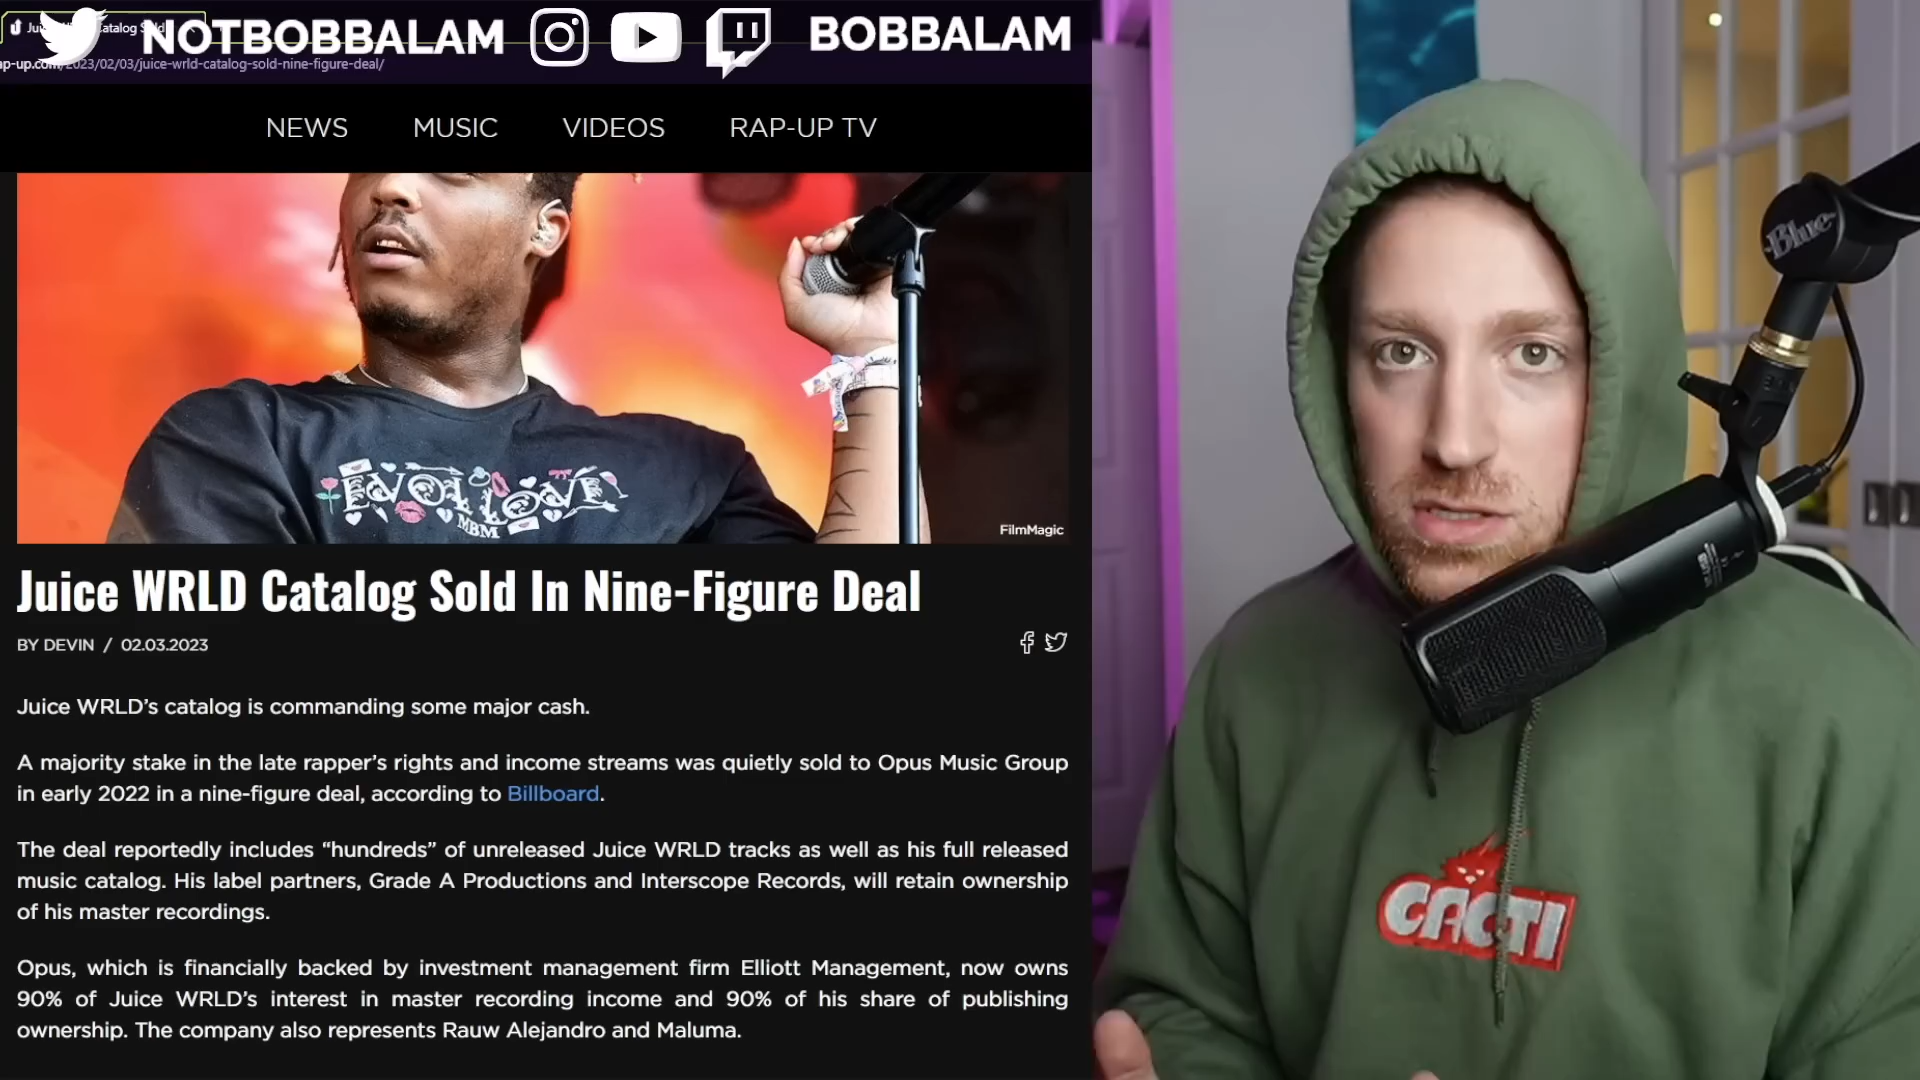 Jui
Catalog Sold
NOTBOBBALAM
BOBBALAM
ap-up.com/2023/02/03/juice-wrld-catalog-sold-nine-figure-deal/
NEWS MUSIC VIDEOS RAP-UP TV
EVOL LOVE
MBM
FilmMagic
Juice WRLD Catalog Sold In Nine-Figure Deal
BY DEVIN / 02.03.2023
Juice WRLD’s catalog is commanding some major cash.
A majority stake in the late rapper’s rights and income streams was quietly sold to Opus Music Group
in early 2022 in a nine-figure deal, according to Billboard.
The deal reportedly includes “hundreds” of unreleased Juice WRLD tracks as well as his full released
music catalog. His label partners, Grade A Productions and Interscope Records, will retain ownership
of his master recordings.
Opus, which is financially backed by investment management firm Elliott Management, now owns
90% of Juice WRLD’s interest in master recording income and 90% of his share of publishing
ownership. The company also represents Rauw Alejandro and Maluma.
Blue
CACTI